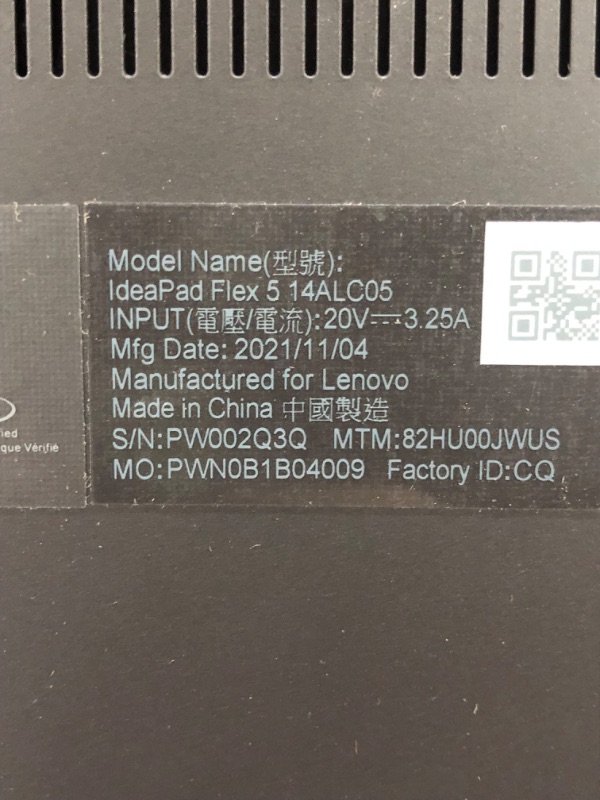 Model Name(型號):
IdeaPad Flex 5 14ALC05
INPUT(電壓/電流):20V⎓3.25A
Mfg Date: 2021/11/04
Manufactured for Lenovo
Made in China 中國製造
S/N:PW002Q3Q MTM:82HU00JWUS
MO:PWN0B1B04009 Factory ID:CQ
que Vérifié